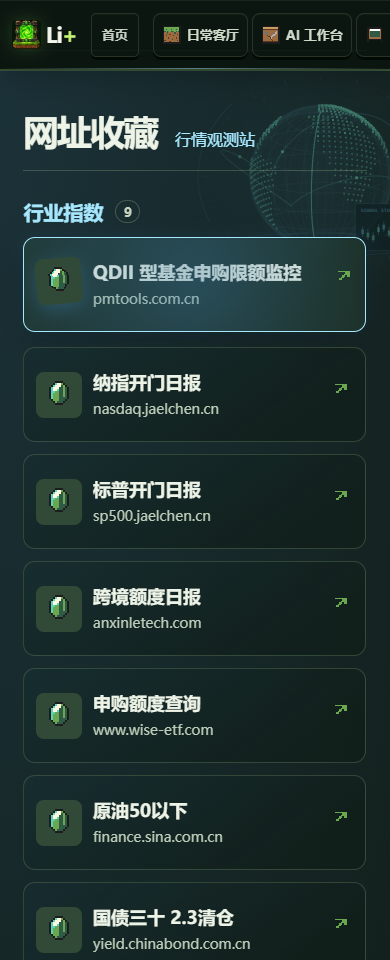 Li+
首页
日常客厅
AI 工作台
网址收藏
行情观测站
行业指数
9
QDII 型基金申购限额监控
pmtools.com.cn
纳指开门日报
nasdaq.jaelchen.cn
标普开门日报
sp500.jaelchen.cn
跨境额度日报
anxinletech.com
申购额度查询
www.wise-etf.com
原油50以下
finance.sina.com.cn
国债三十 2.3清仓
yield.chinabond.com.cn